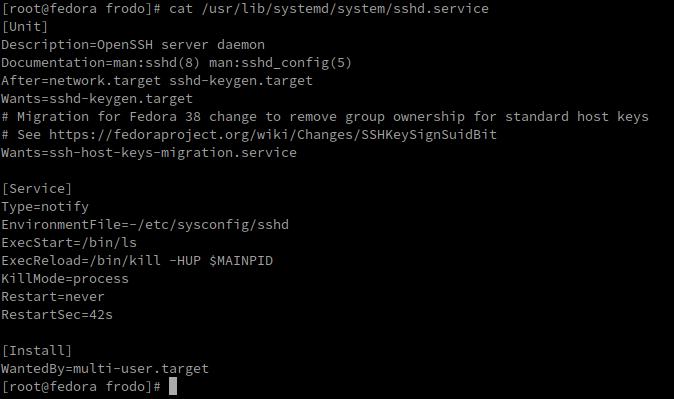 [root@fedora frodo]# cat /usr/lib/systemd/system/sshd.service
[Unit]
Description=OpenSSH server daemon
Documentation=man:sshd(8) man:sshd_config(5)
After=network.target sshd-keygen.target
Wants=sshd-keygen.target
# Migration for Fedora 38 change to remove group ownership for standard host keys
# See https://fedoraproject.org/wiki/Changes/SSHKeySignSuidBit
Wants=ssh-host-keys-migration.service

[Service]
Type=notify
EnvironmentFile=-/etc/sysconfig/sshd
ExecStart=/bin/ls
ExecReload=/bin/kill -HUP $MAINPID
KillMode=process
Restart=never
RestartSec=42s

[Install]
WantedBy=multi-user.target
[root@fedora frodo]#